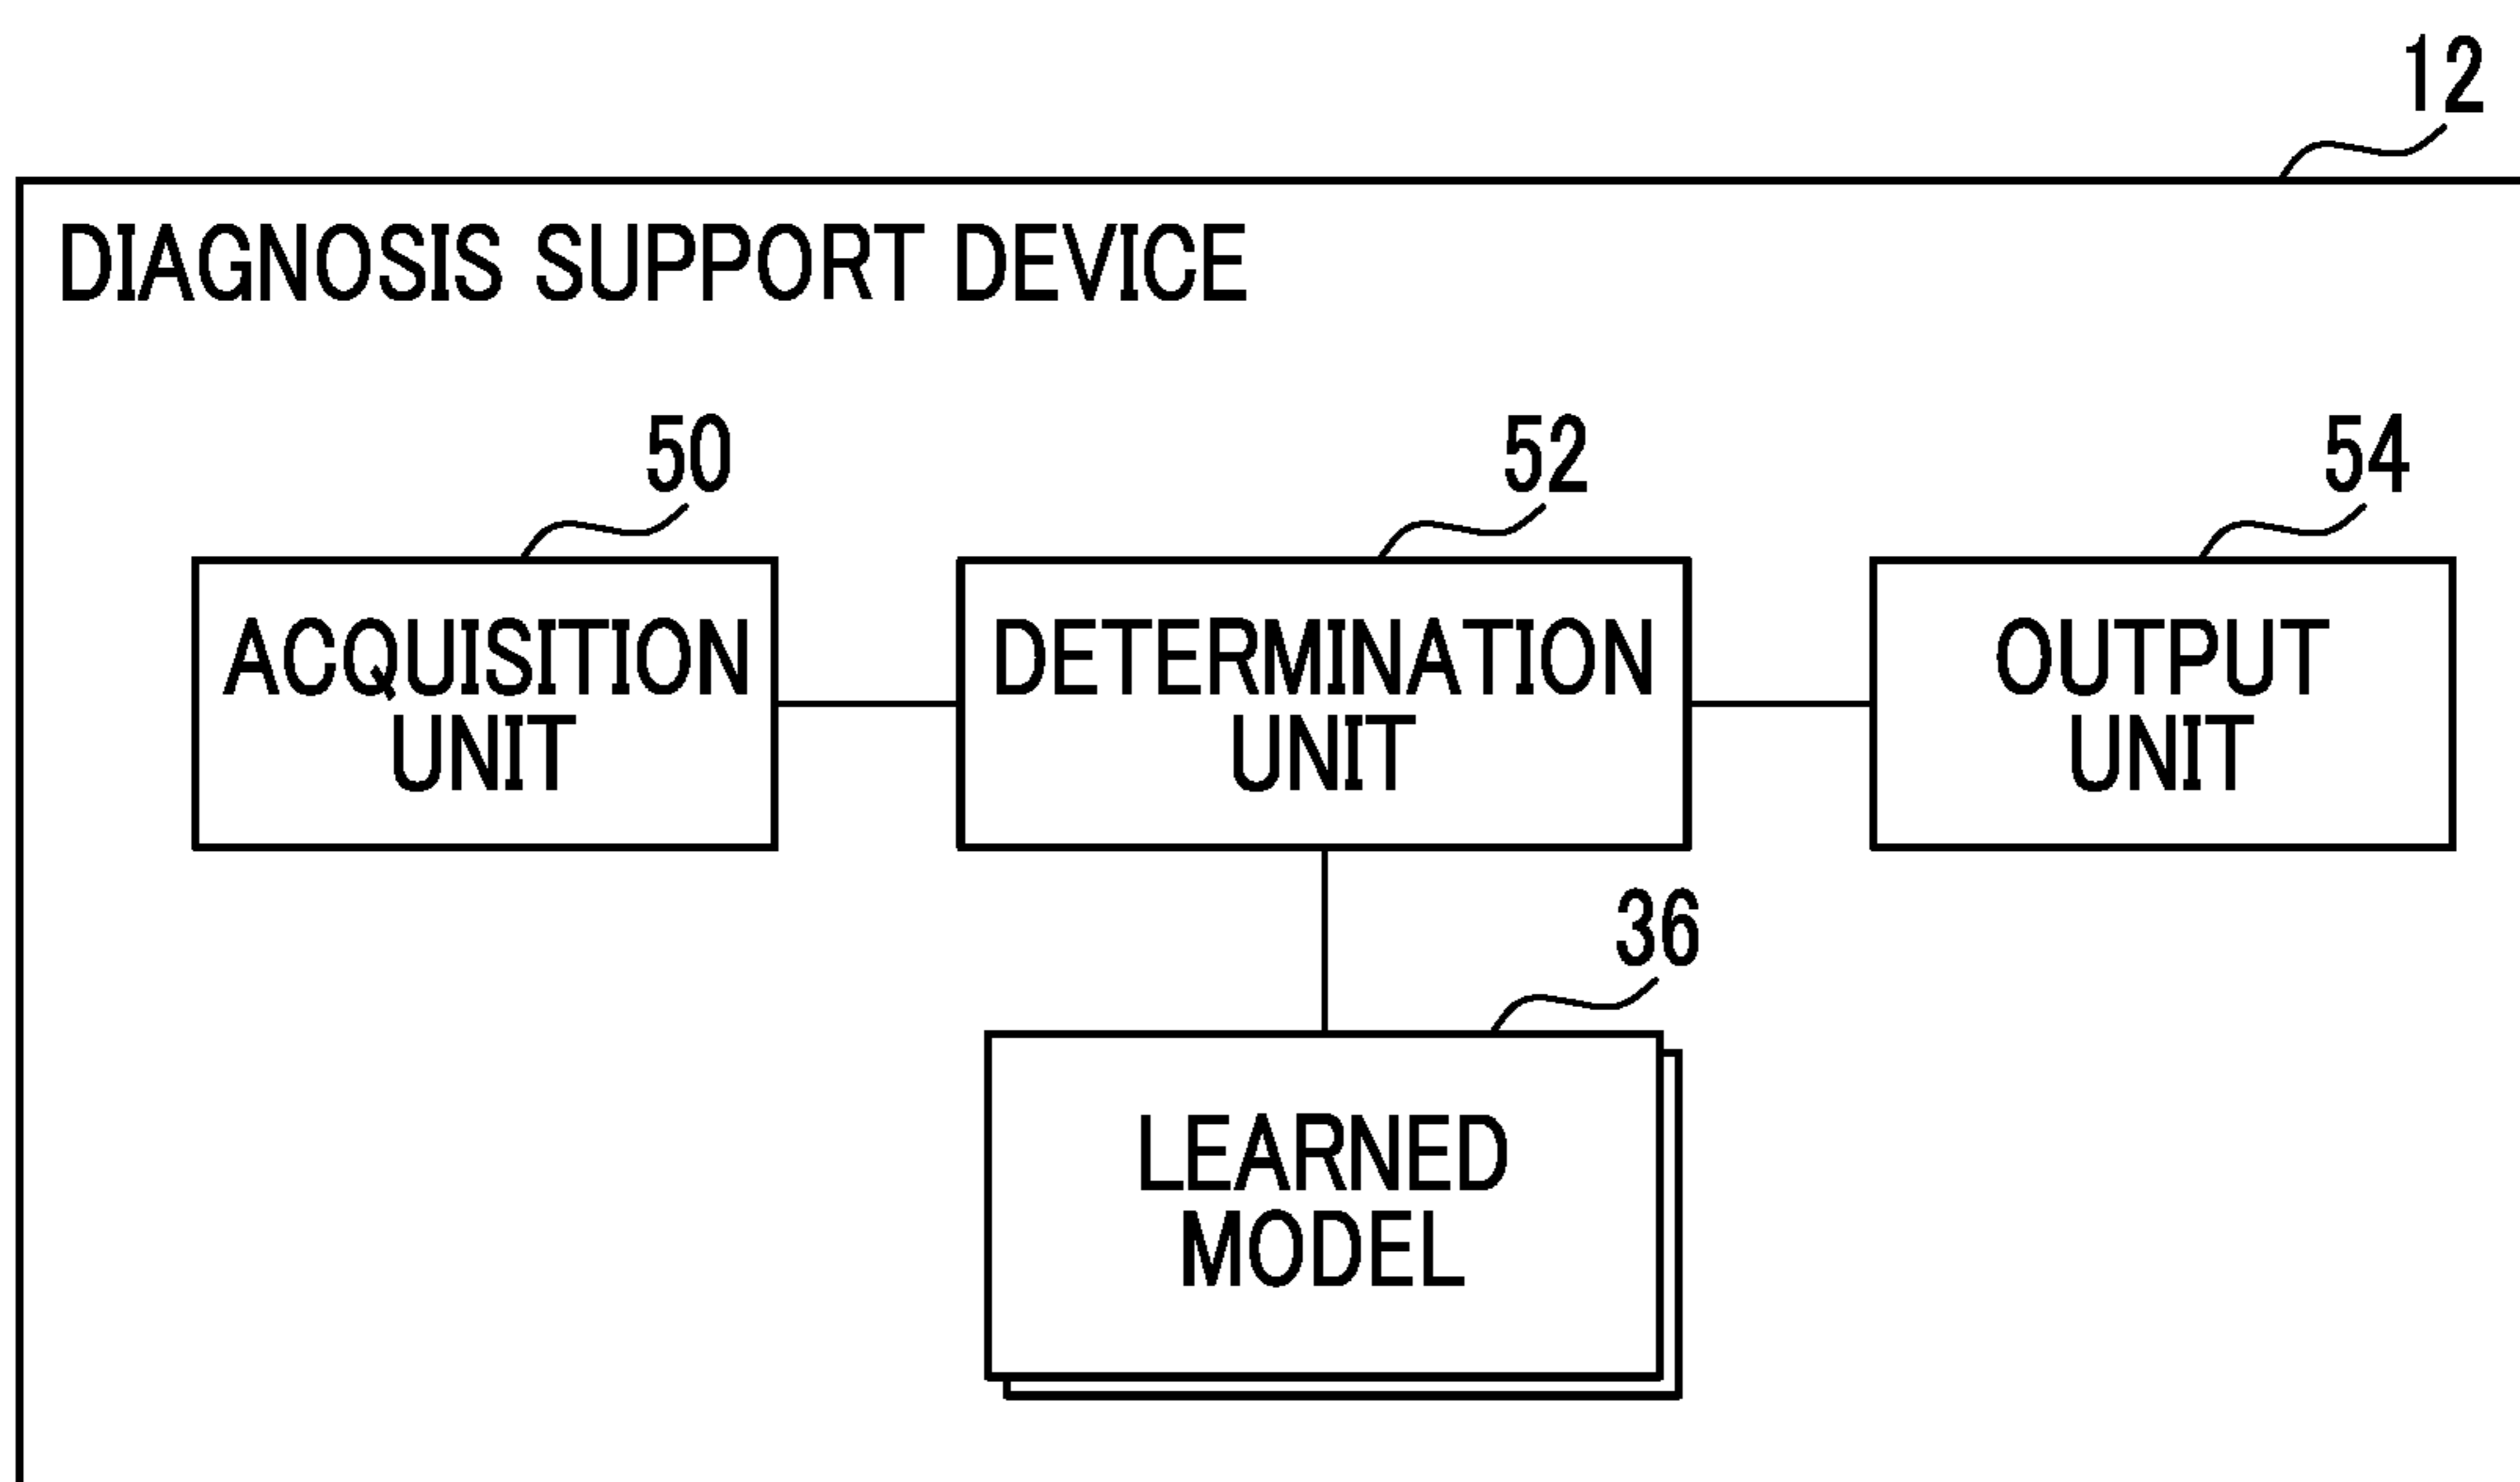 12
DIAGNOSIS SUPPORT DEVICE
50
52
54
ACQUISITION
UNIT
DETERMINATION
UNIT
OUTPUT
UNIT
36
LEARNED
MODEL